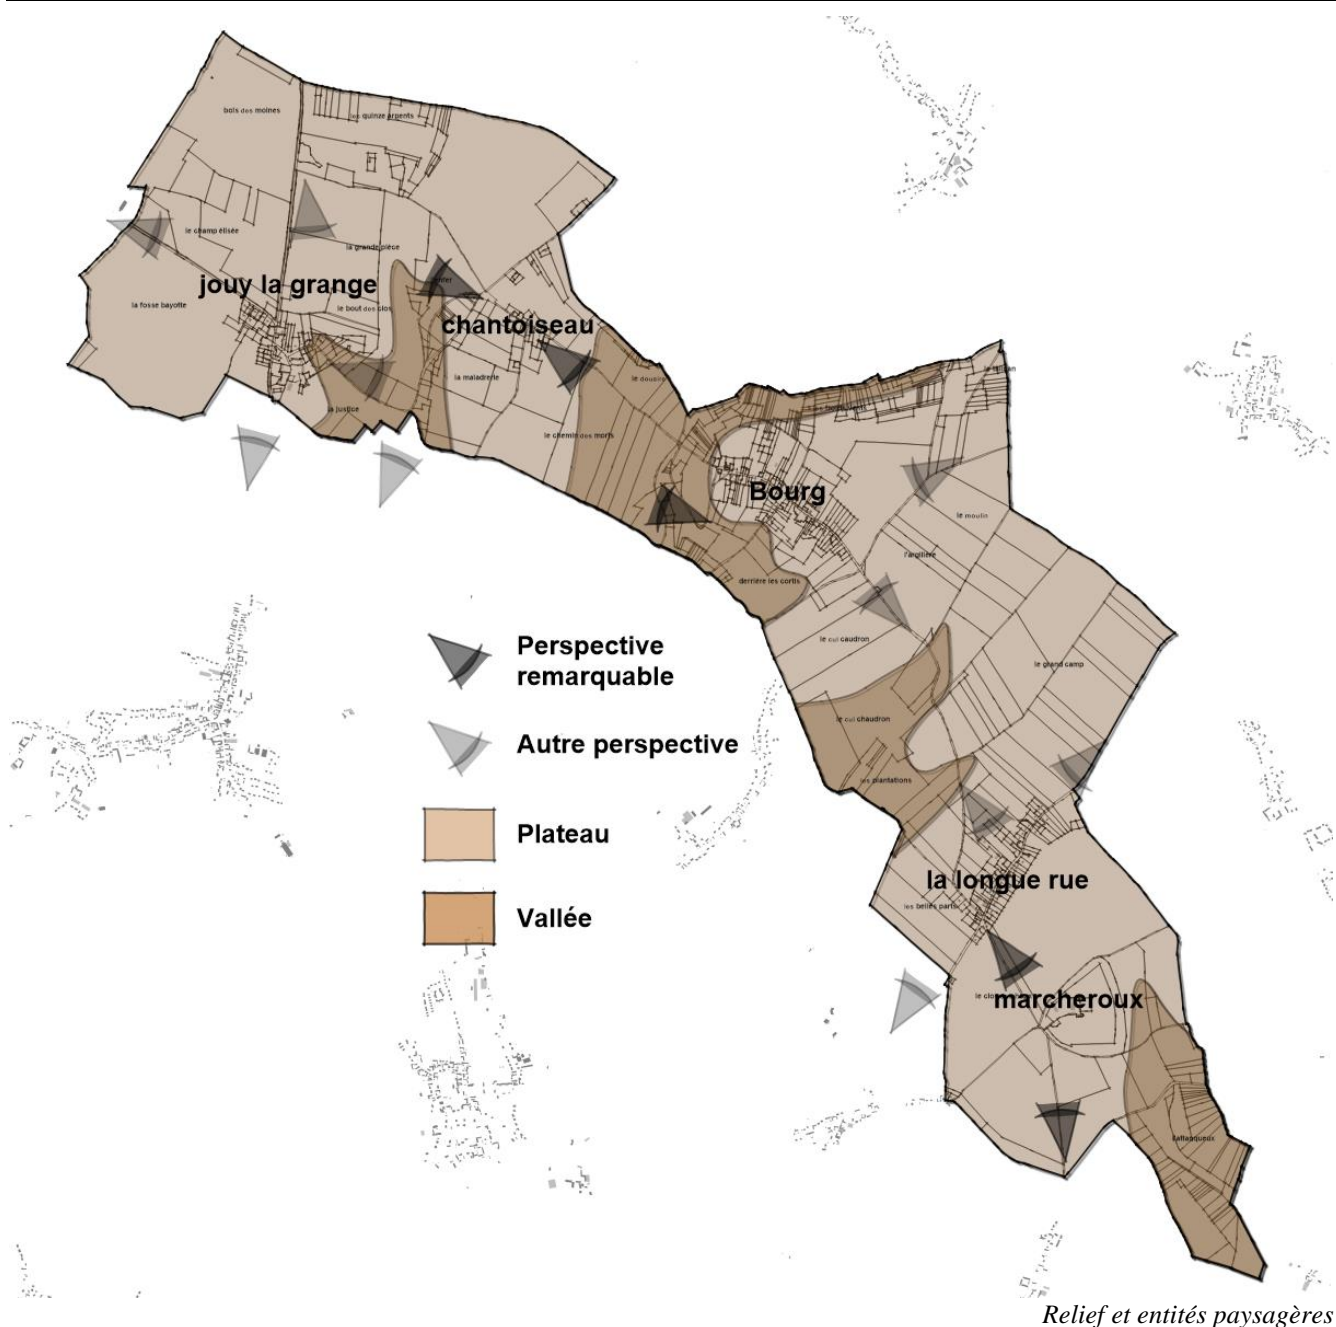 bois des moines
les quinze arpents
le champ élisée
la grande pièce
jouy la grange
la fosse bayotte
le bout des clos
chantoiseau
la maladrerie
le chemin des morts
la justice
Bourg
le moulin
l'argillière
derrière les cortis
le cul caudron
le grand camp
Perspective
remarquable
le cul chaudron
Autre perspective
les plantations
Plateau
la longue rue
les belles parts
Vallée
marcheroux
Relief et entités paysagères